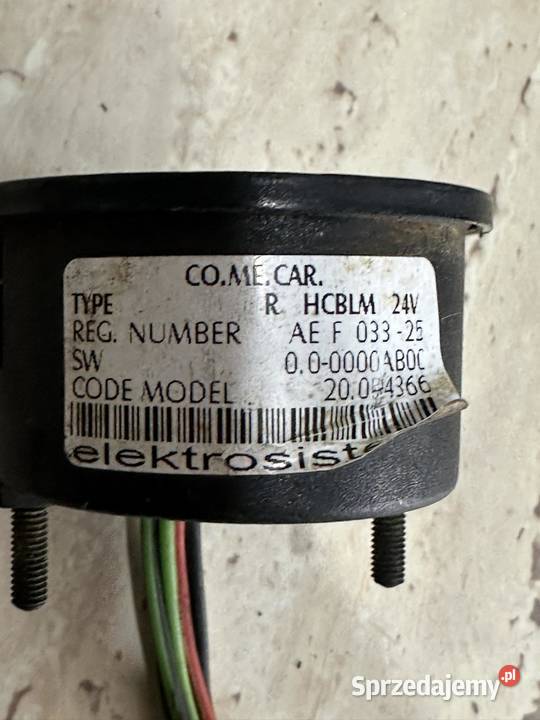 CO.ME.CAR.
TYPE R HCBLM 24V
REG. NUMBER AE F 033-25
SW 0.0-0000AB0C
CODE MODEL
elektrosist
Sprzedajemy.pl